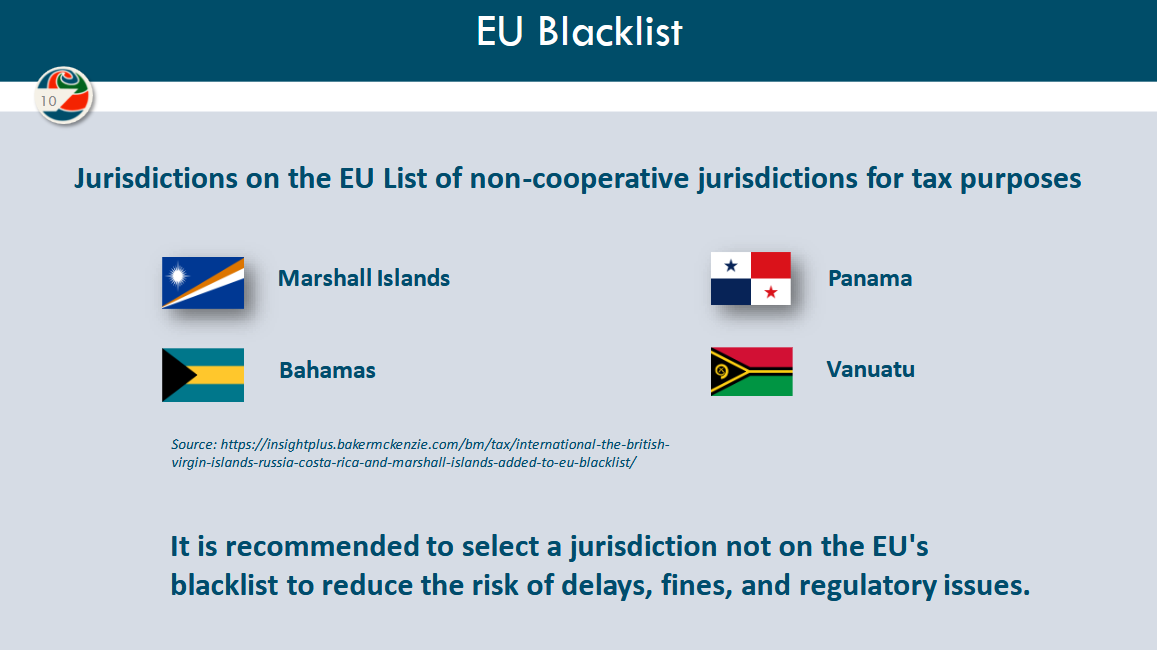 EU Blacklist
10
Jurisdictions on the EU List of non-cooperative jurisdictions for tax purposes
Marshall Islands
Panama
Bahamas
Vanuatu
Source: https://insightplus.bakermckenzie.com/bm/tax/international-the-british-
virgin-islands-russia-costa-rica-and-marshall-islands-added-to-eu-blacklist/
It is recommended to select a jurisdiction not on the EU's
blacklist to reduce the risk of delays, fines, and regulatory issues.